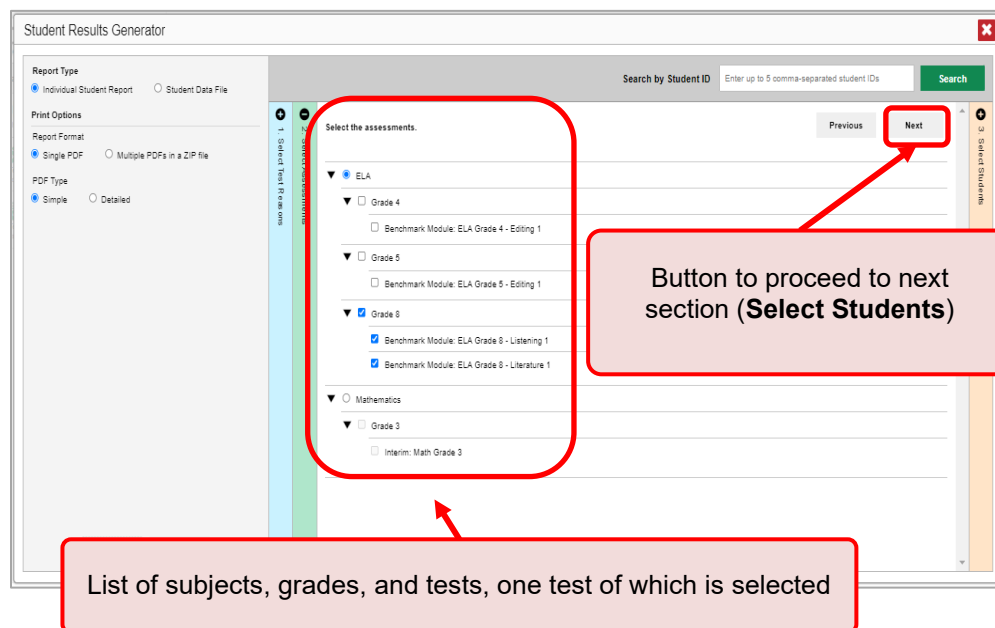 Student Results Generator
Report Type
Individual Student Report
Student Data File
Print Options
Report Format
Single PDF
Multiple PDFs in a ZIP file
PDF Type
Simple
Detailed
Search by Student ID
Enter up to 5 comma-separated student IDs
Search
1. Select Test Reasons
2. Select Assessments
Select the assessments.
Previous
Next
3. Select Students
ELA
Grade 4
Benchmark Module: ELA Grade 4 - Editing 1
Grade 5
Benchmark Module: ELA Grade 5 - Editing 1
Grade 8
Benchmark Module: ELA Grade 8 - Listening 1
Benchmark Module: ELA Grade 8 - Literature 1
Mathematics
Grade 3
Interim: Math Grade 3
Button to proceed to next
section (Select Students)
List of subjects, grades, and tests, one test of which is selected